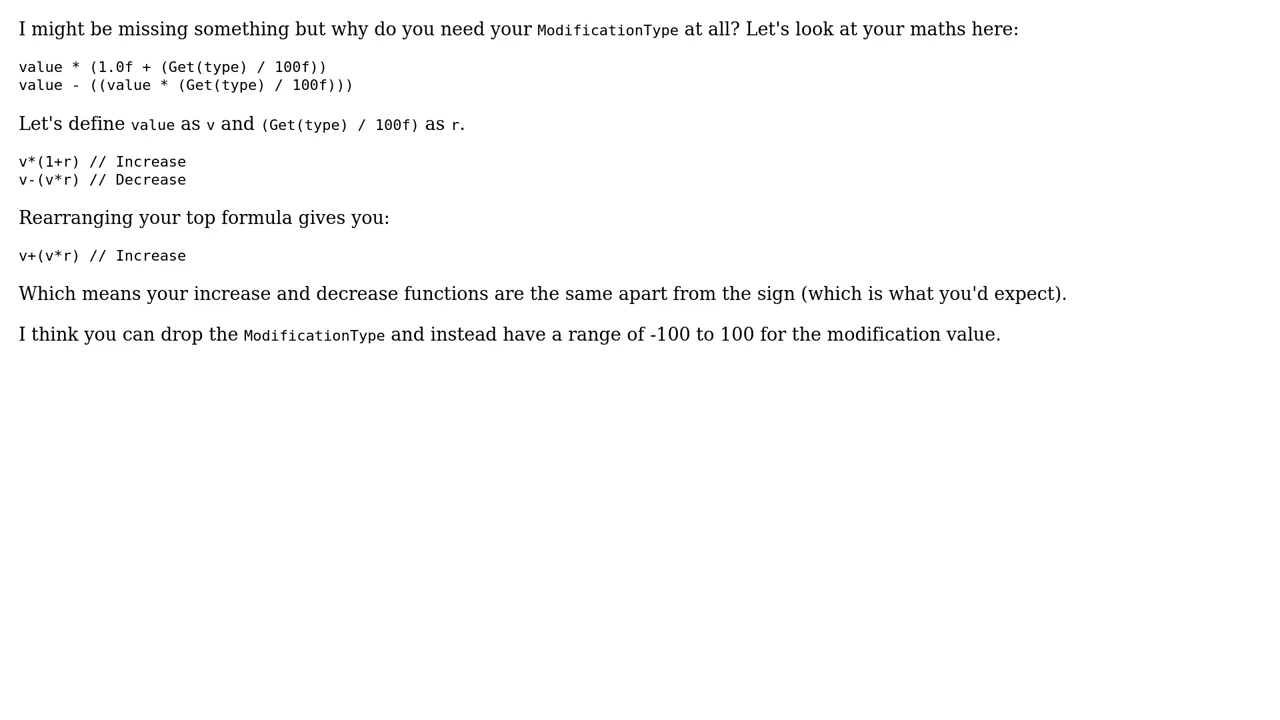 I might be missing something but why do you need your ModificationType at all? Let's look at your maths here:
value * (1.0f + (Get(type) / 100f))
value - ((value * (Get(type) / 100f)))
Let's define value as v and (Get(type) / 100f) as r.
v*(1+r) // Increase
v-(v*r) // Decrease
Rearranging your top formula gives you:
v+(v*r) // Increase
Which means your increase and decrease functions are the same apart from the sign (which is what you'd expect).
I think you can drop the ModificationType and instead have a range of -100 to 100 for the modification value.